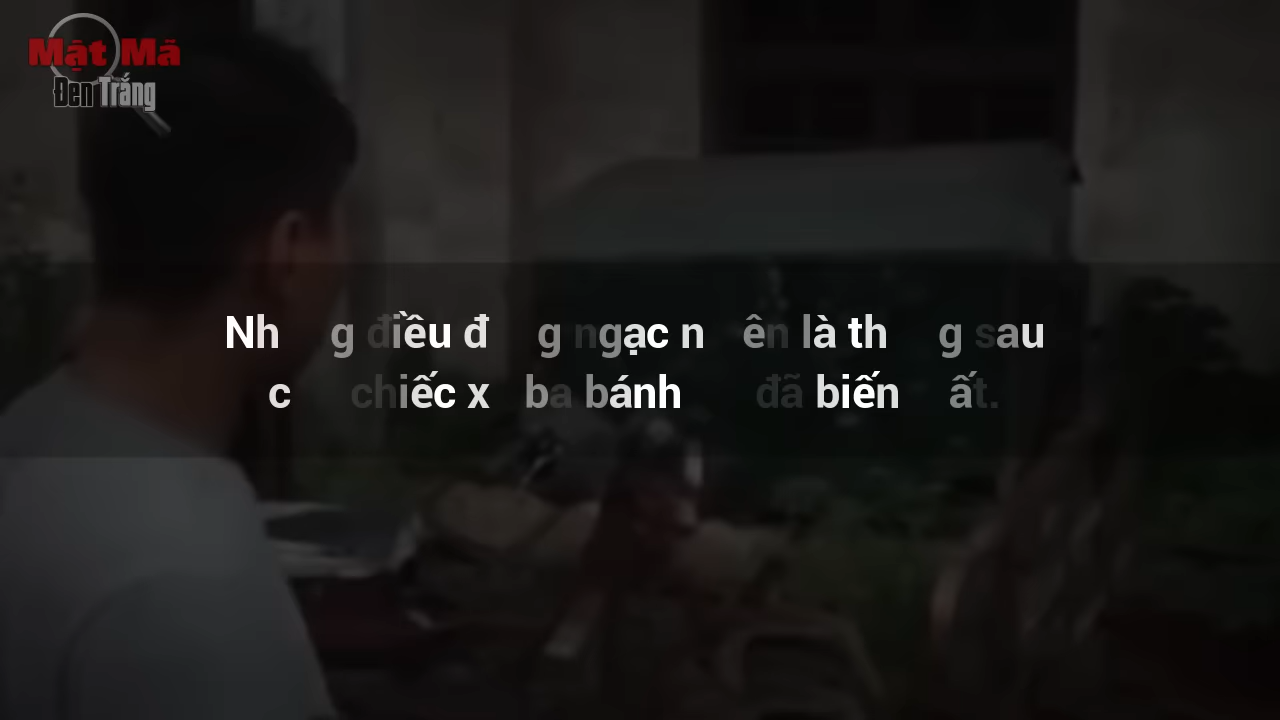 Mật Mã
Đen Trắng
Nh g điều đ g ngạc n ên là th g sau
c chiếc x ba bánh đã biến ất.